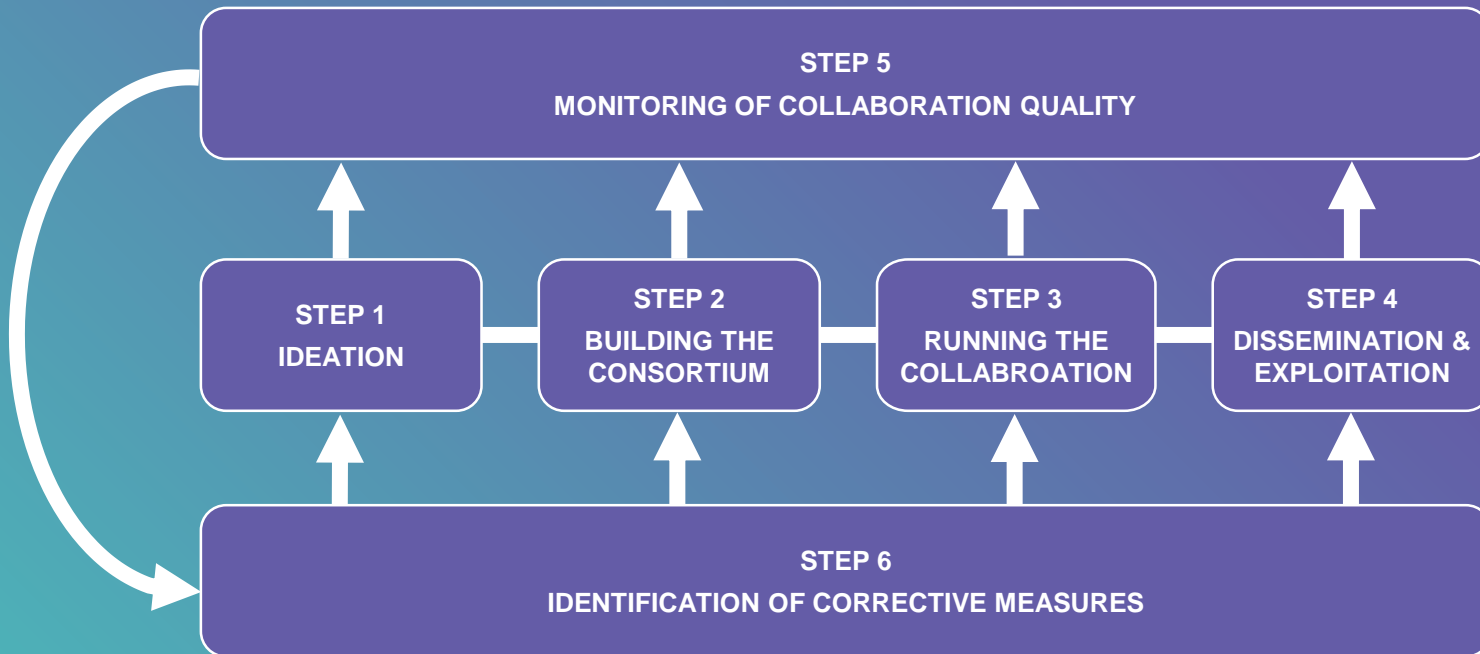 STEP 5
MONITORING OF COLLABORATION QUALITY
STEP 1
IDEATION
STEP 2
BUILDING THE
CONSORTIUM
STEP 3
RUNNING THE
COLLABROATION
STEP 4
DISSEMINATION &
EXPLOITATION
STEP 6
IDENTIFICATION OF CORRECTIVE MEASURES